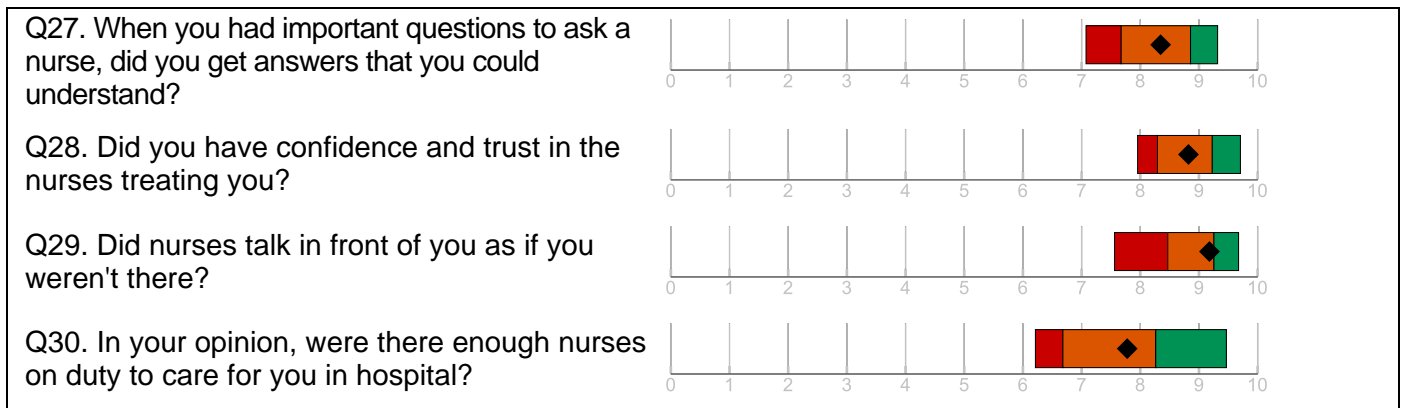 Q27. When you had important questions to ask a
nurse, did you get answers that you could
understand?
0 1 2 3 4 5 6 7 8 9 10
Q28. Did you have confidence and trust in the
nurses treating you?
0 1 2 3 4 5 6 7 8 9 10
Q29. Did nurses talk in front of you as if you
weren't there?
0 1 2 3 4 5 6 7 8 9 10
Q30. In your opinion, were there enough nurses
on duty to care for you in hospital?
0 1 2 3 4 5 6 7 8 9 10